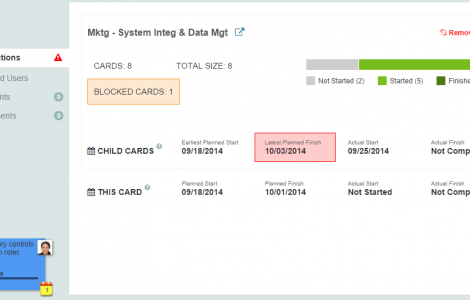 Mktg - System Integ & Data Mgt
Remov
ctions
d Users
nts 0
ments 0
CARDS: 8 TOTAL SIZE: 8
BLOCKED CARDS: 1
Not Started (2) Started (5) Finishe
CHILD CARDS ?
Earliest Planned Start Latest Planned Finish Actual Start Actual Finish
09/18/2014 10/03/2014 09/25/2014 Not Comp
THIS CARD ?
Planned Start Planned Finish Actual Start Actual Finish
09/18/2014 10/01/2014 Not Started Not Comp
ory controls
n roles
s
1